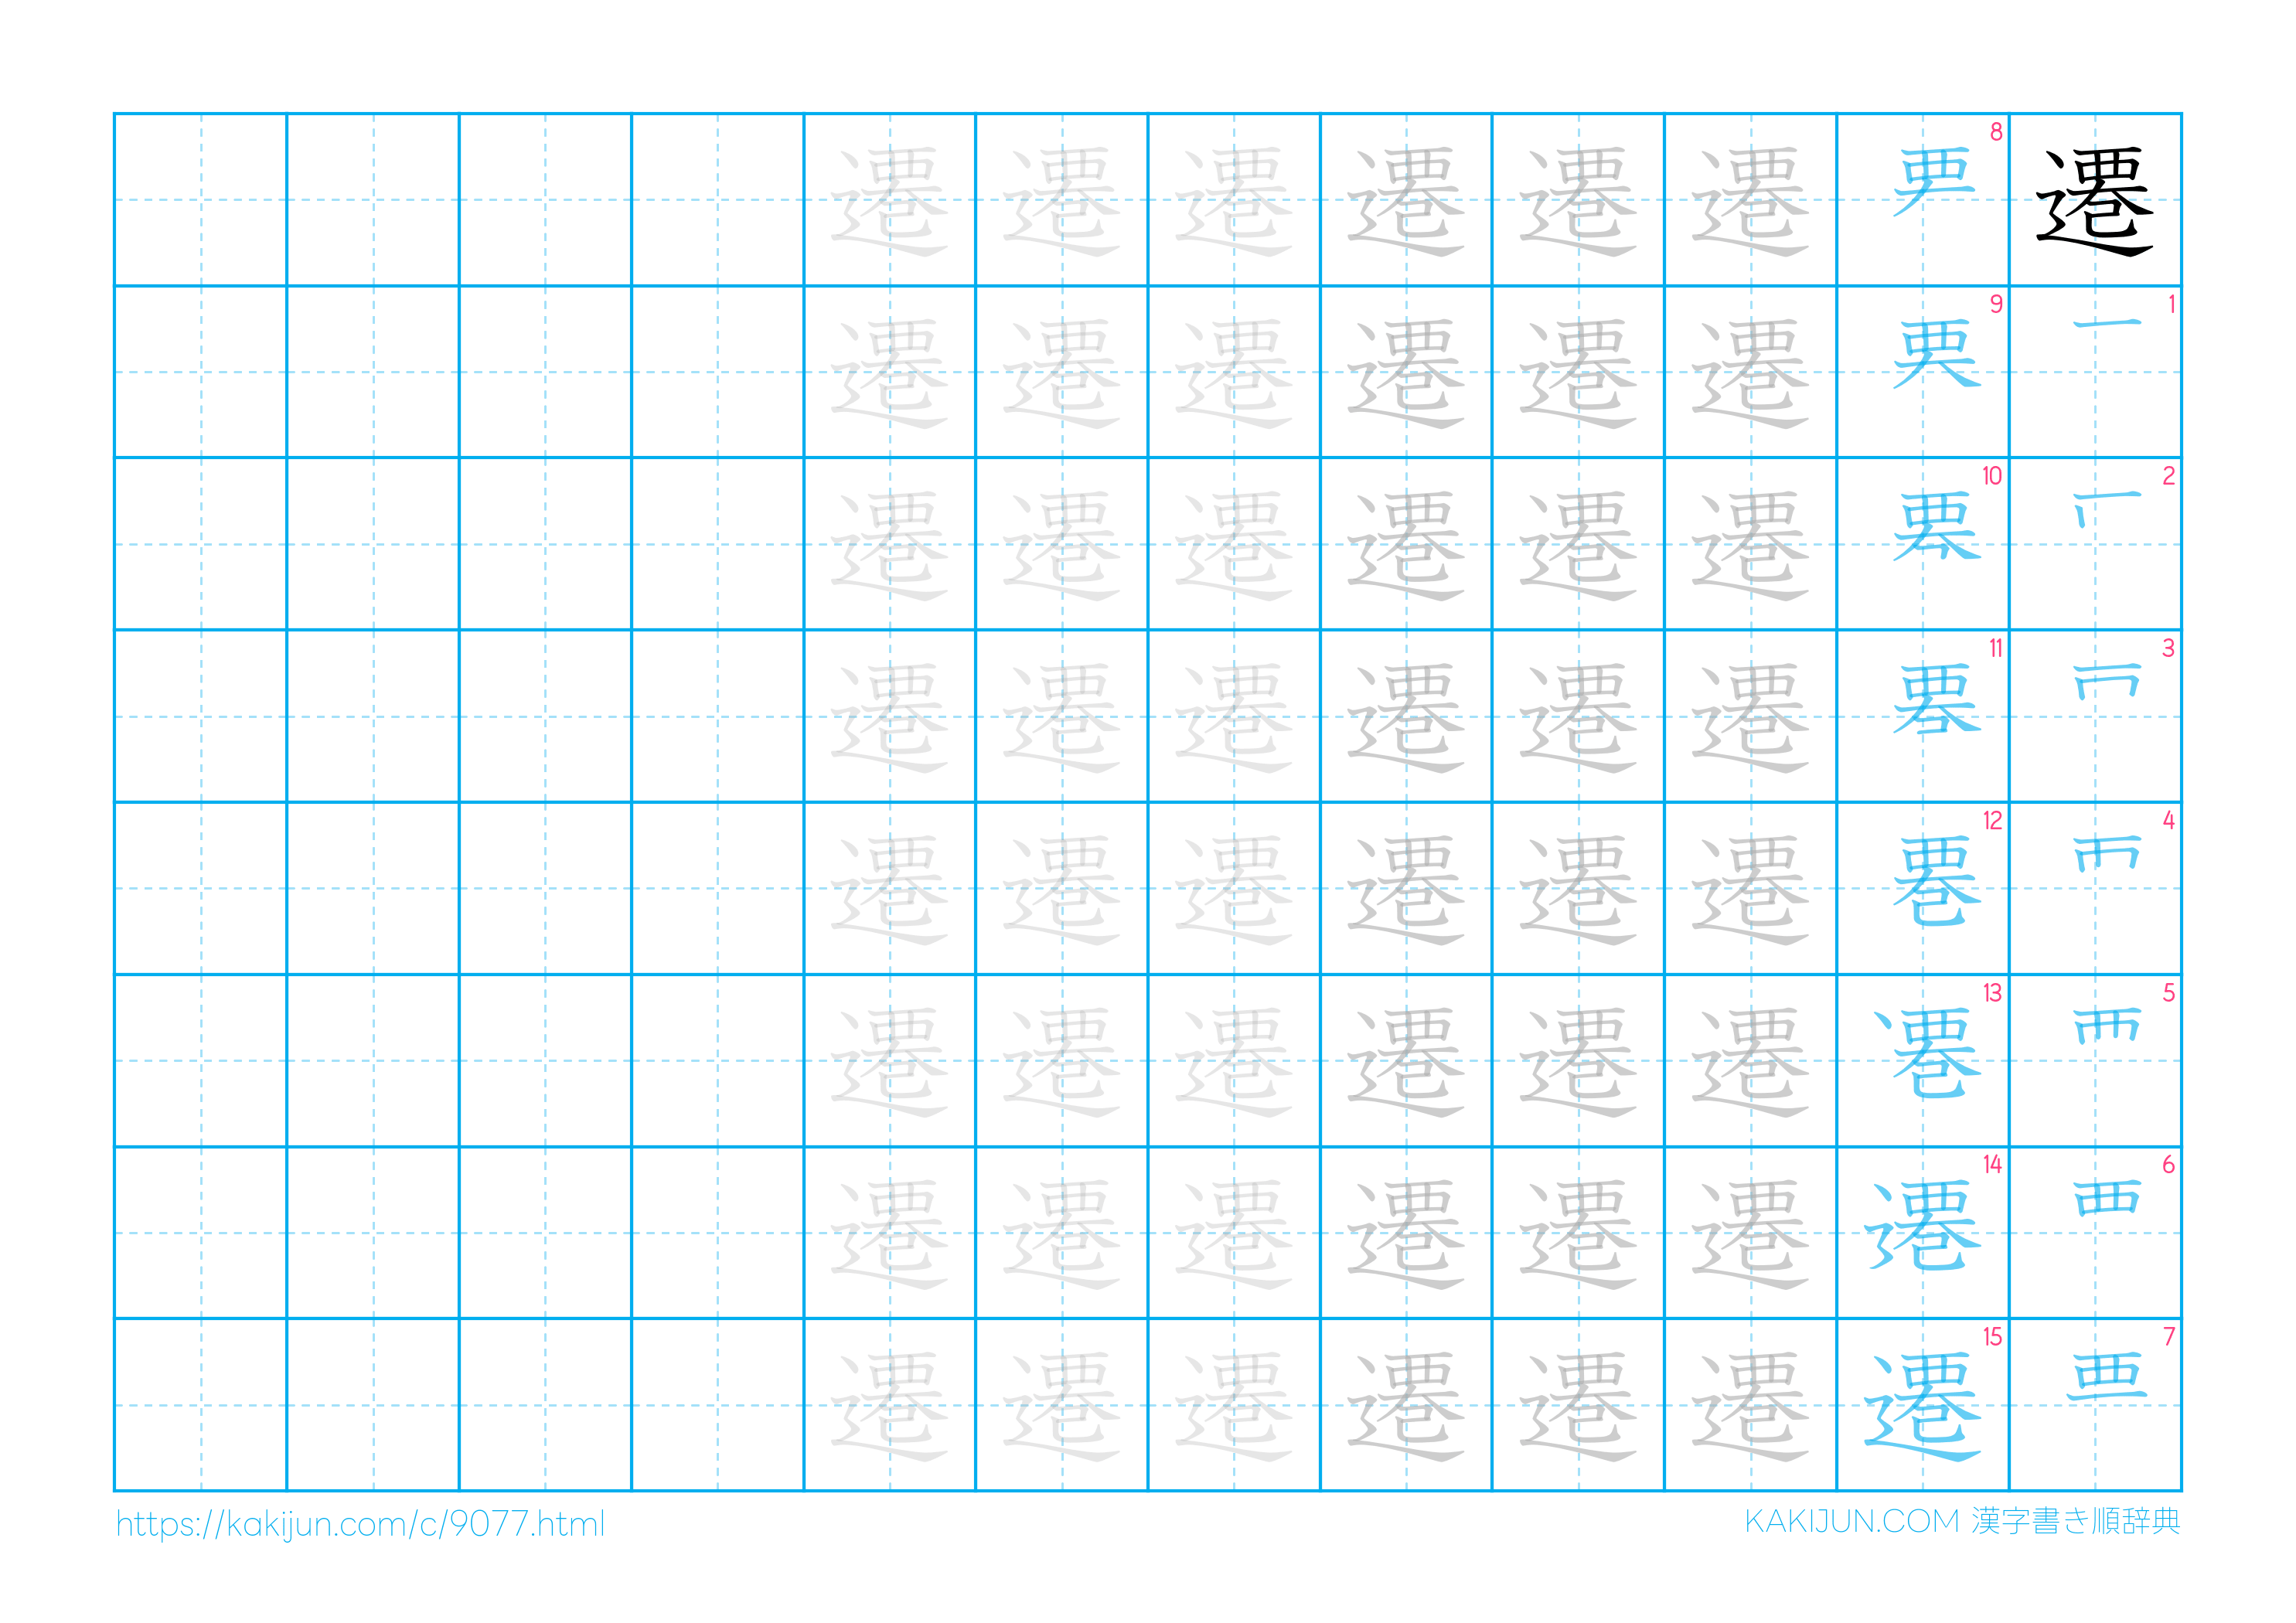 遷 遷 遷 遷 遷 遷 8 遷
遷 遷 遷 遷 遷 遷 9 1
遷 遷 遷 遷 遷 遷 10 2
遷 遷 遷 遷 遷 遷 11 3
遷 遷 遷 遷 遷 遷 12 4
遷 遷 遷 遷 遷 遷 13 5
遷 遷 遷 遷 遷 遷 14 6
遷 遷 遷 遷 遷 遷 遷 15 7
https://kakijun.com/c/9077.html KAKIJUN.COM 漢字書き順辞典